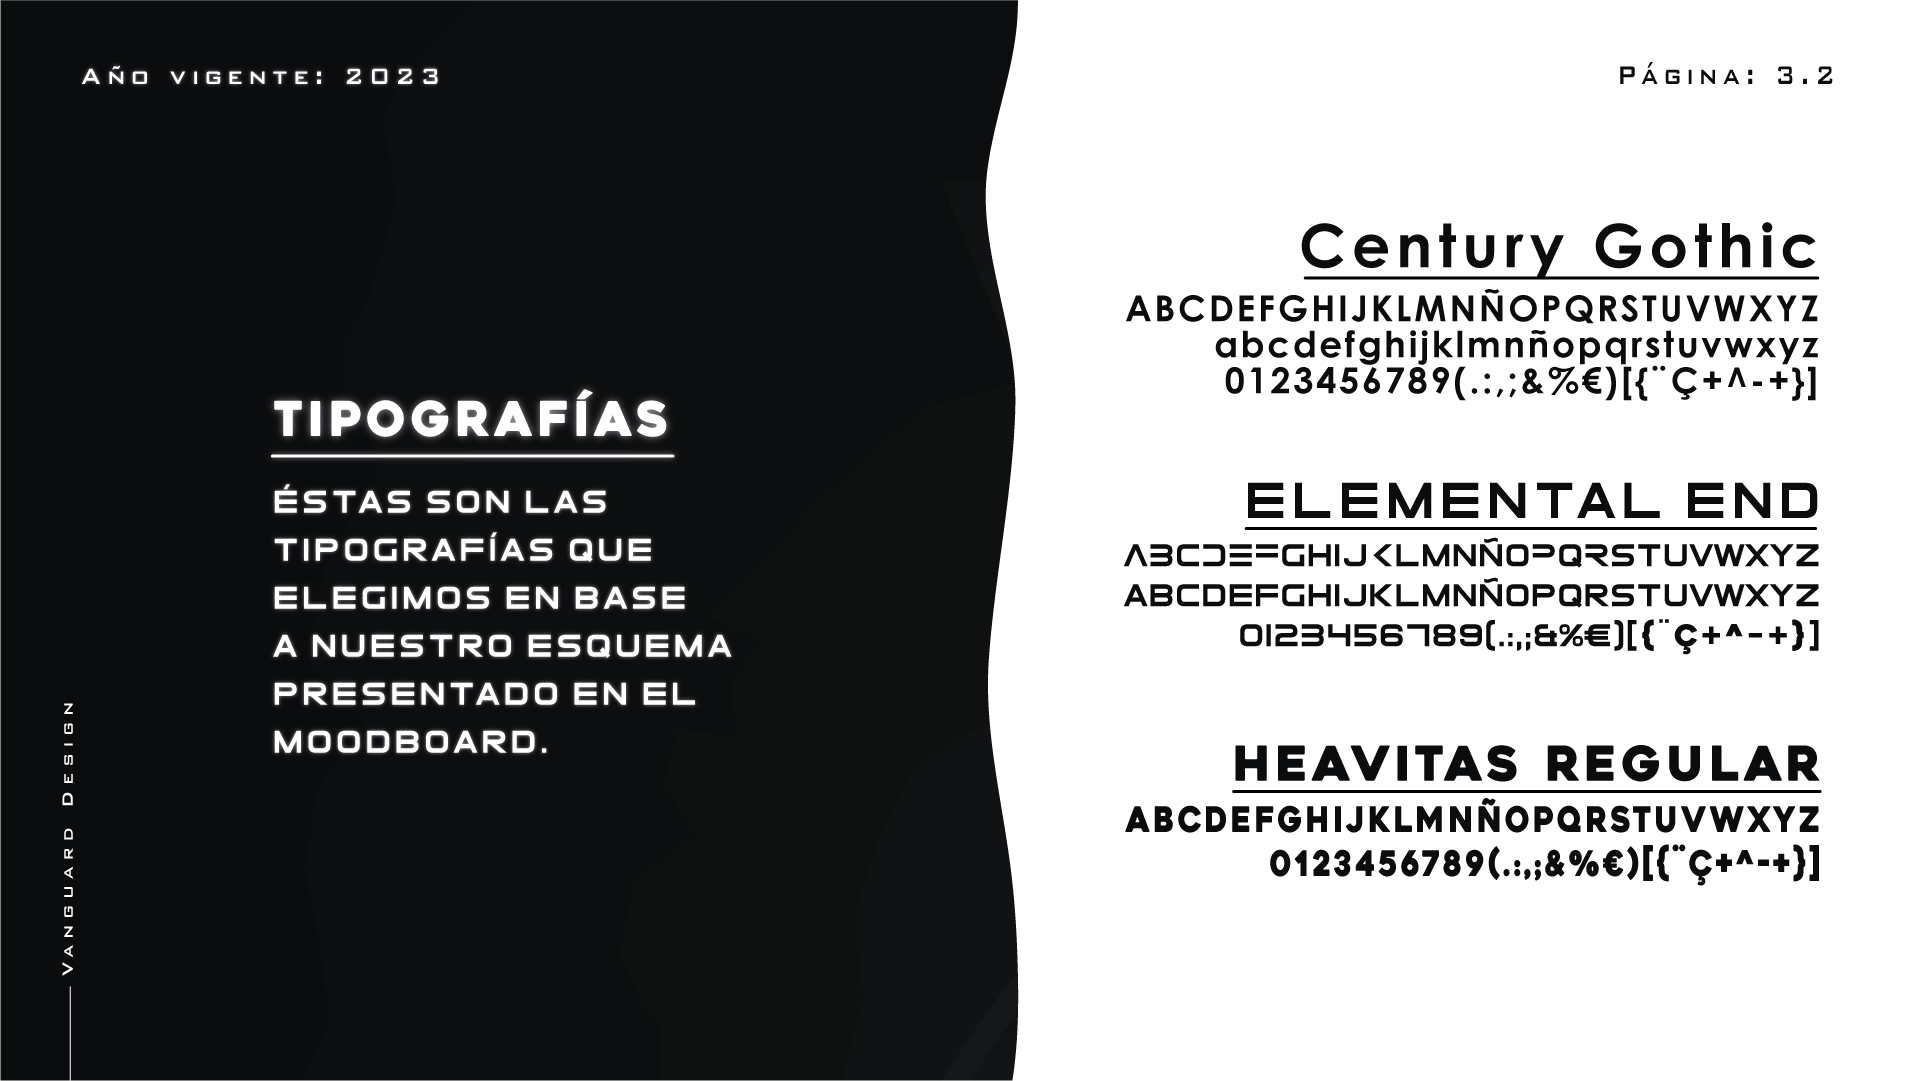 Año vigente: 2023
Página: 3.2
TIPOGRAFÍAS
ÉSTAS SON LAS
TIPOGRAFÍAS QUE
ELEGIMOS EN BASE
A NUESTRO ESQUEMA
PRESENTADO EN EL
MOODBOARD.
Vanguard Design
Century Gothic
ABCDEFGHIJKLMNÑOPQRSTUVWXYZ
abcdefghijklmnñopqrstuvwxyz
0123456789(.:,;&%€)[{¨Ç+^-+}]
ELEMENTAL END
ABCDEFGHIJKLMNÑOPQRSTUVWXYZ
ABCDEFGHIJKLMNÑOPQRSTUVWXYZ
0123456789(.:,;&%€)[{¨Ç+^-+}]
HEAVITAS REGULAR
ABCDEFGHIJKLMNÑOPQRSTUVWXYZ
0123456789(.:,;&%€)[{¨Ç+^-+}]